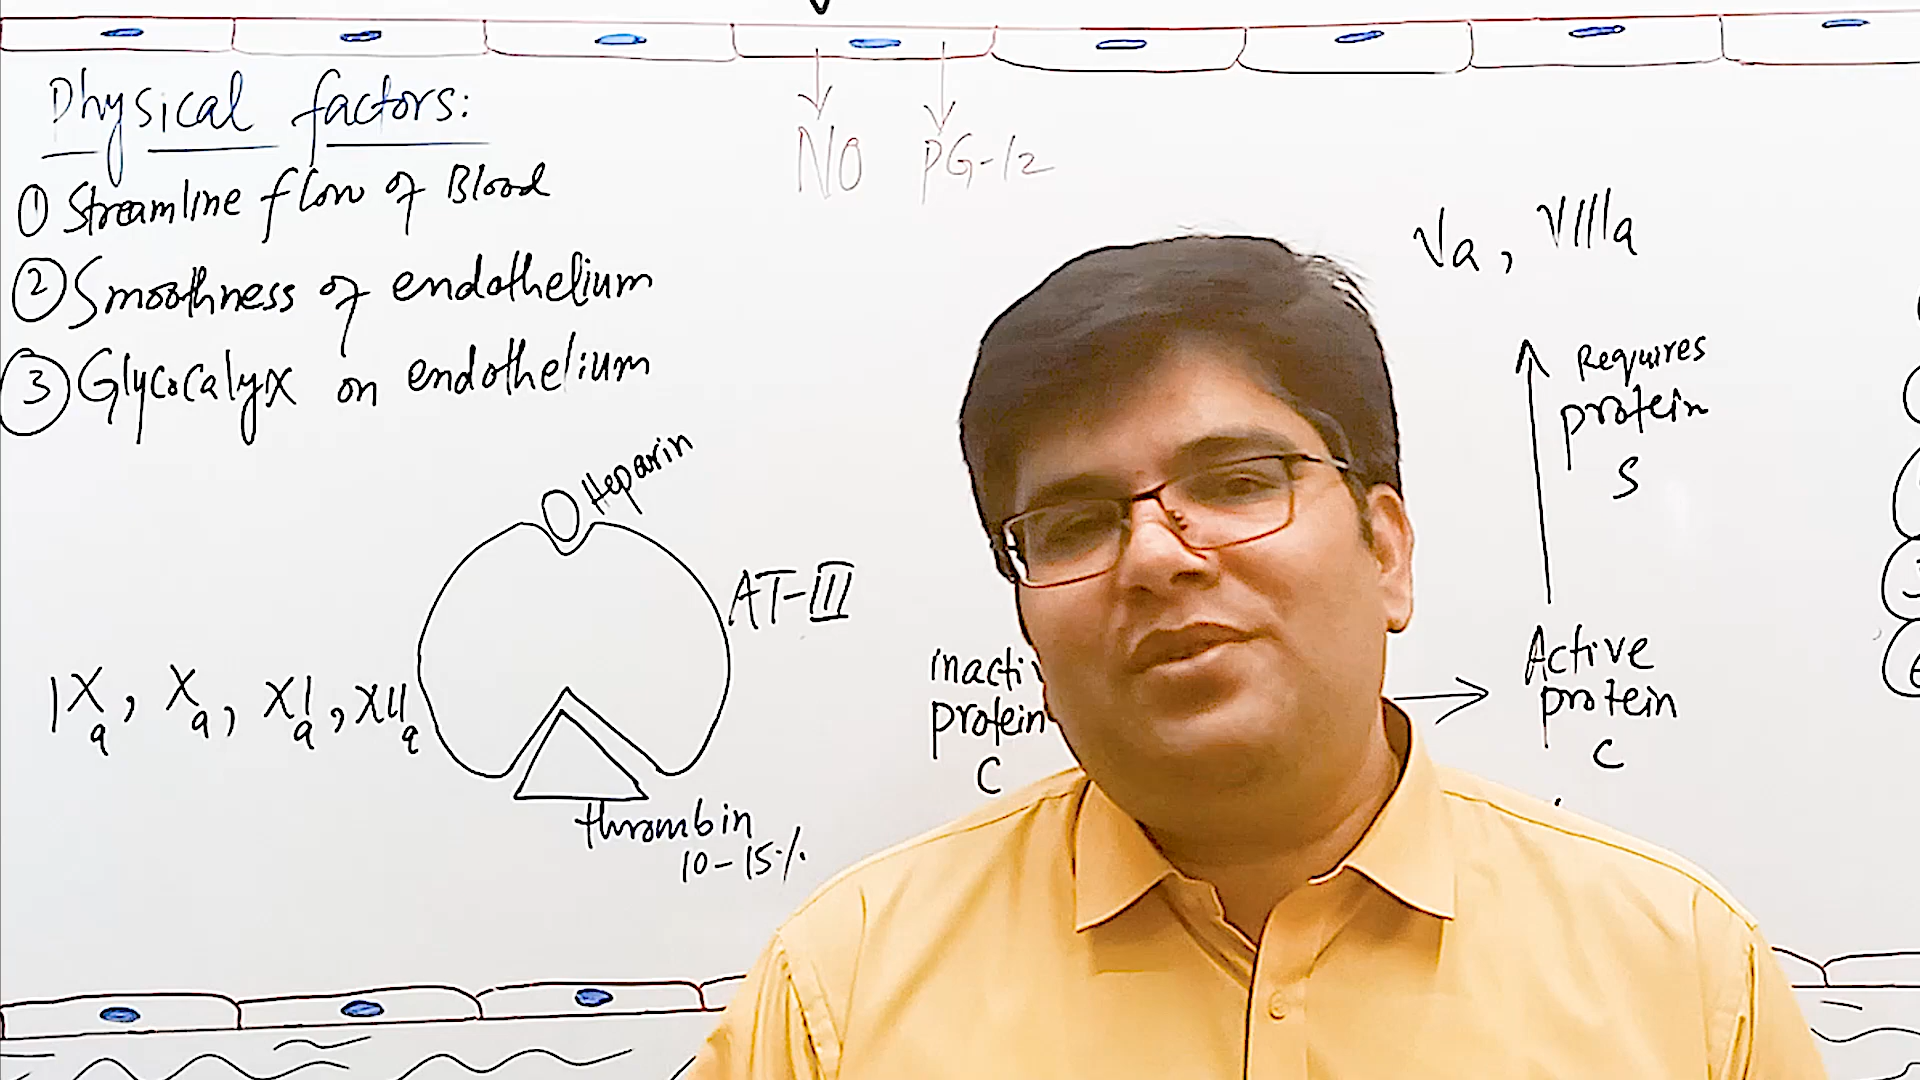 Physical factors:
① Streamline flow of Blood
② Smoothness of endothelium
③ Glycocalyx on endothelium
NO PG-I2
Va, VIIIa
Requires
protein
S
Heparin
AT-III
IXa, Xa, XIa, XIIa
thrombin
10-15%
inacti
protein
C
Active
protein
C